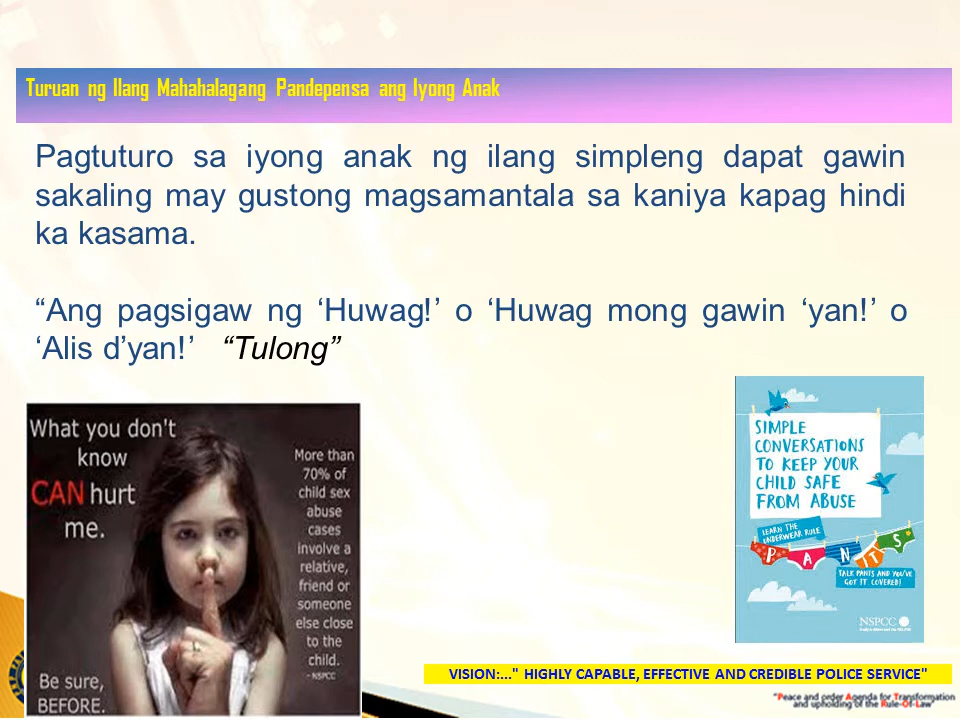 Turuan ng Ilang Mahahalagang Pandepensa ang Iyong Anak
Pagtuturo sa iyong anak ng ilang simpleng dapat gawin
sakaling may gustong magsamantala sa kaniya kapag hindi
ka kasama.
“Ang pagsigaw ng ‘Huwag!’ o ‘Huwag mong gawin ‘yan!’ o
‘Alis d’yan!’ “Tulong”
What you don't
know
CAN hurt
me.
More than
70% of
child sex
abuse
cases
involve a
relative,
friend or
someone
else close
to the
child.
- NSPCC
Be sure,
BEFORE.
SIMPLE
CONVERSATIONS
TO KEEP YOUR
CHILD SAFE
FROM ABUSE
LEARN THE
UNDERWEAR RULE
PANTS
TALK PANTS AND YOU'VE
GOT IT COVERED!
NSPCC
VISION:..." HIGHLY CAPABLE, EFFECTIVE AND CREDIBLE POLICE SERVICE"
"Peace and order Agenda for Transformation
and upholding of the Rule-Of-Law"